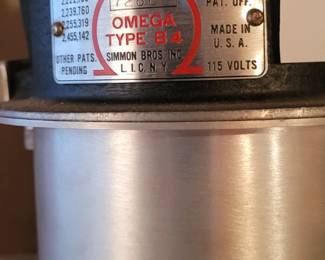 PAT. OFF.
2,239,760
2,255,319
2,455,142
OMEGA
TYPE B4
MADE IN
U.S.A.
OTHER PATS.
PENDING
SIMMON BROS. INC.
L.I.C. N.Y.
115 VOLTS